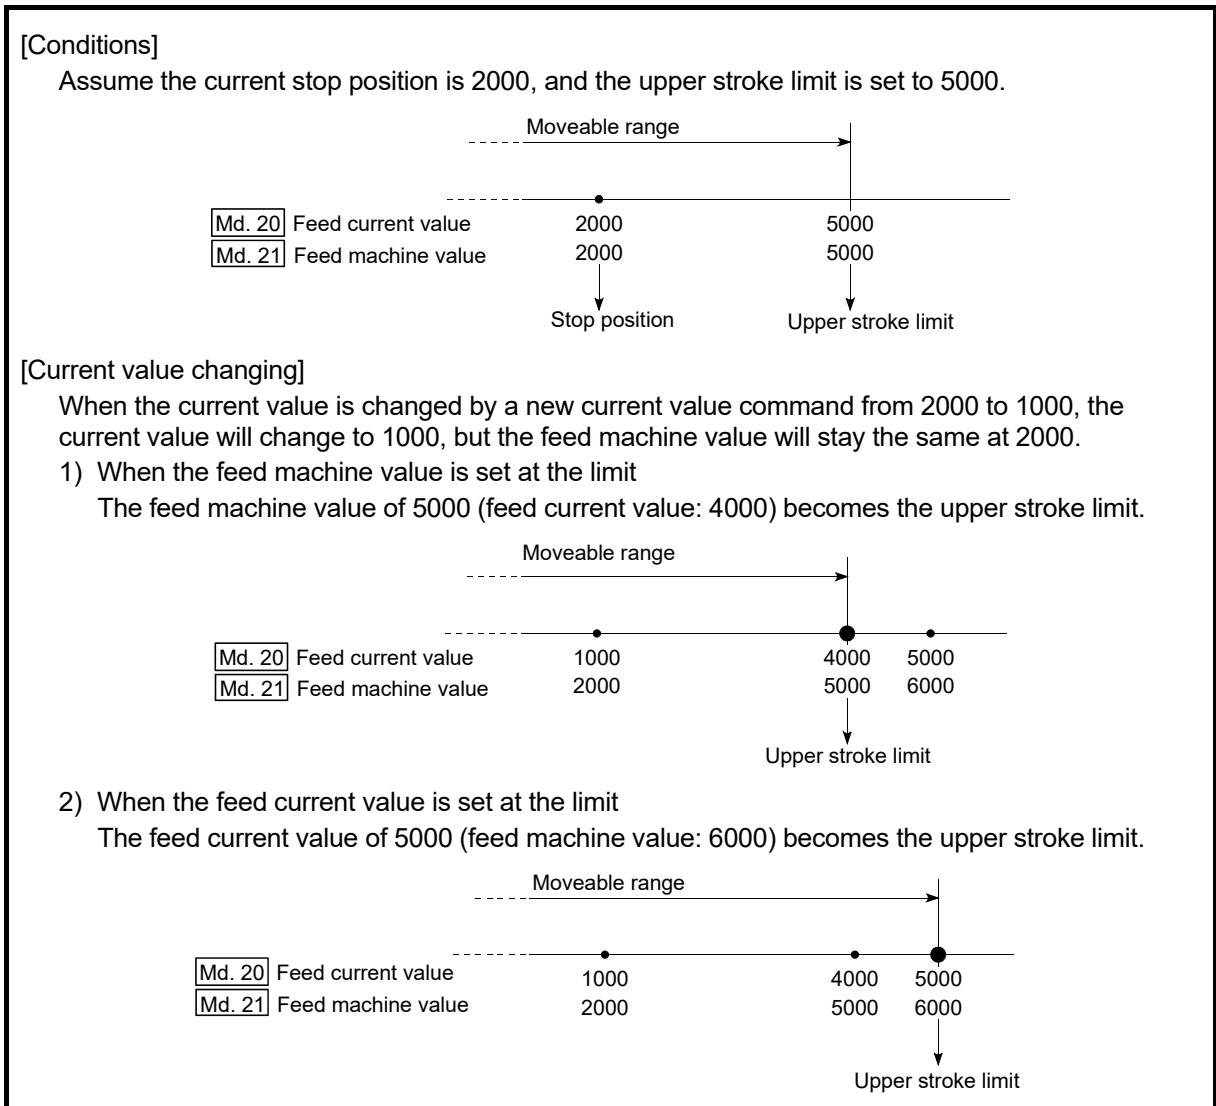 [Conditions]
Assume the current stop position is 2000, and the upper stroke limit is set to 5000.
Moveable range
Md. 20 Feed current value 2000 5000
Md. 21 Feed machine value 2000 5000
Stop position Upper stroke limit
[Current value changing]
When the current value is changed by a new current value command from 2000 to 1000, the
current value will change to 1000, but the feed machine value will stay the same at 2000.
1) When the feed machine value is set at the limit
The feed machine value of 5000 (feed current value: 4000) becomes the upper stroke limit.
Moveable range
Md. 20 Feed current value 1000 4000 5000
Md. 21 Feed machine value 2000 5000 6000
Upper stroke limit
2) When the feed current value is set at the limit
The feed current value of 5000 (feed machine value: 6000) becomes the upper stroke limit.
Moveable range
Md. 20 Feed current value 1000 4000 5000
Md. 21 Feed machine value 2000 5000 6000
Upper stroke limit